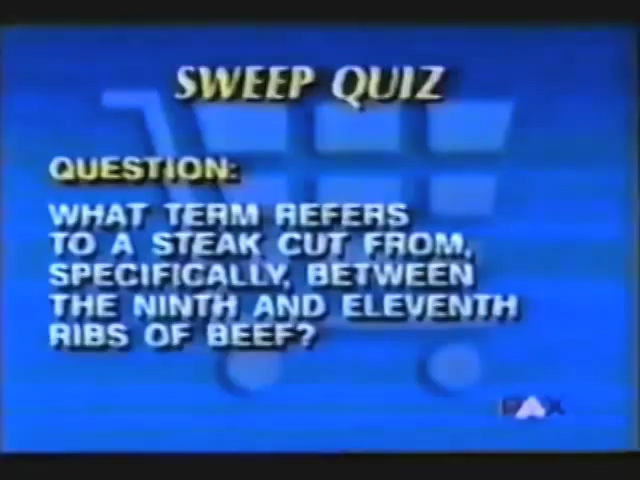 SWEEP QUIZ
QUESTION:
WHAT TERM REFERS
TO A STEAK CUT FROM,
SPECIFICALLY, BETWEEN
THE NINTH AND ELEVENTH
RIBS OF BEEF?
PAX